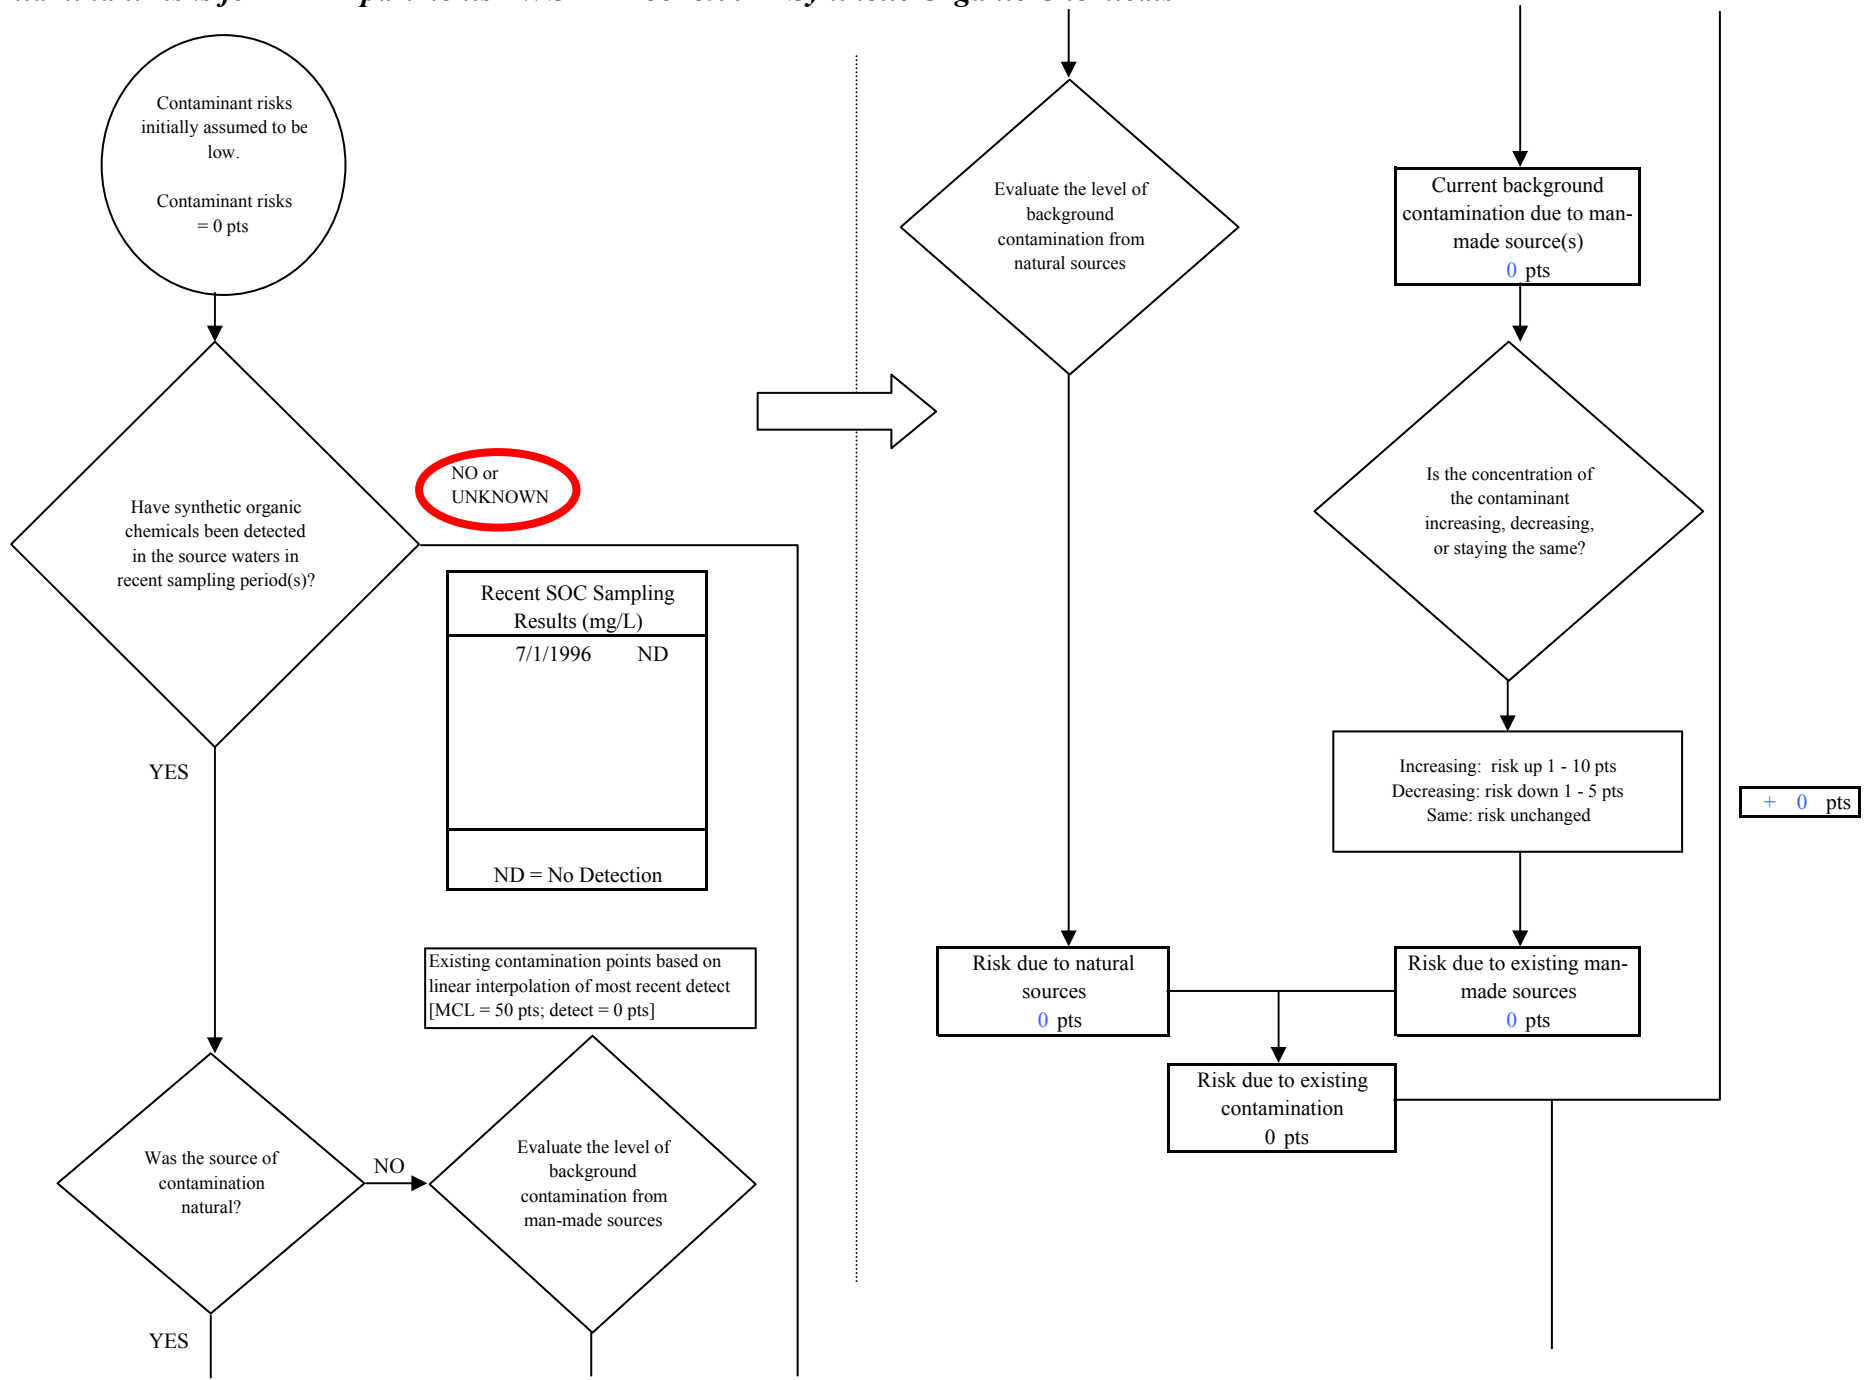 Contaminant risks
initially assumed to be
low.
Contaminant risks
= 0 pts
Have synthetic organic
chemicals been detected
in the source waters in
recent sampling period(s)?
NO or
UNKNOWN
YES
Recent SOC Sampling
Results (mg/L)
7/1/1996 ND
ND = No Detection
Existing contamination points based on
linear interpolation of most recent detect
[MCL = 50 pts; detect = 0 pts]
Was the source of
contamination
natural?
NO
Evaluate the level of
background
contamination from
man-made sources
YES
Evaluate the level of
background
contamination from
natural sources
Current background
contamination due to man-
made source(s)
0 pts
Is the concentration of
the contaminant
increasing, decreasing,
or staying the same?
Increasing: risk up 1 - 10 pts
Decreasing: risk down 1 - 5 pts
Same: risk unchanged
+ 0 pts
Risk due to natural
sources
0 pts
Risk due to existing man-
made sources
0 pts
Risk due to existing
contamination
0 pts